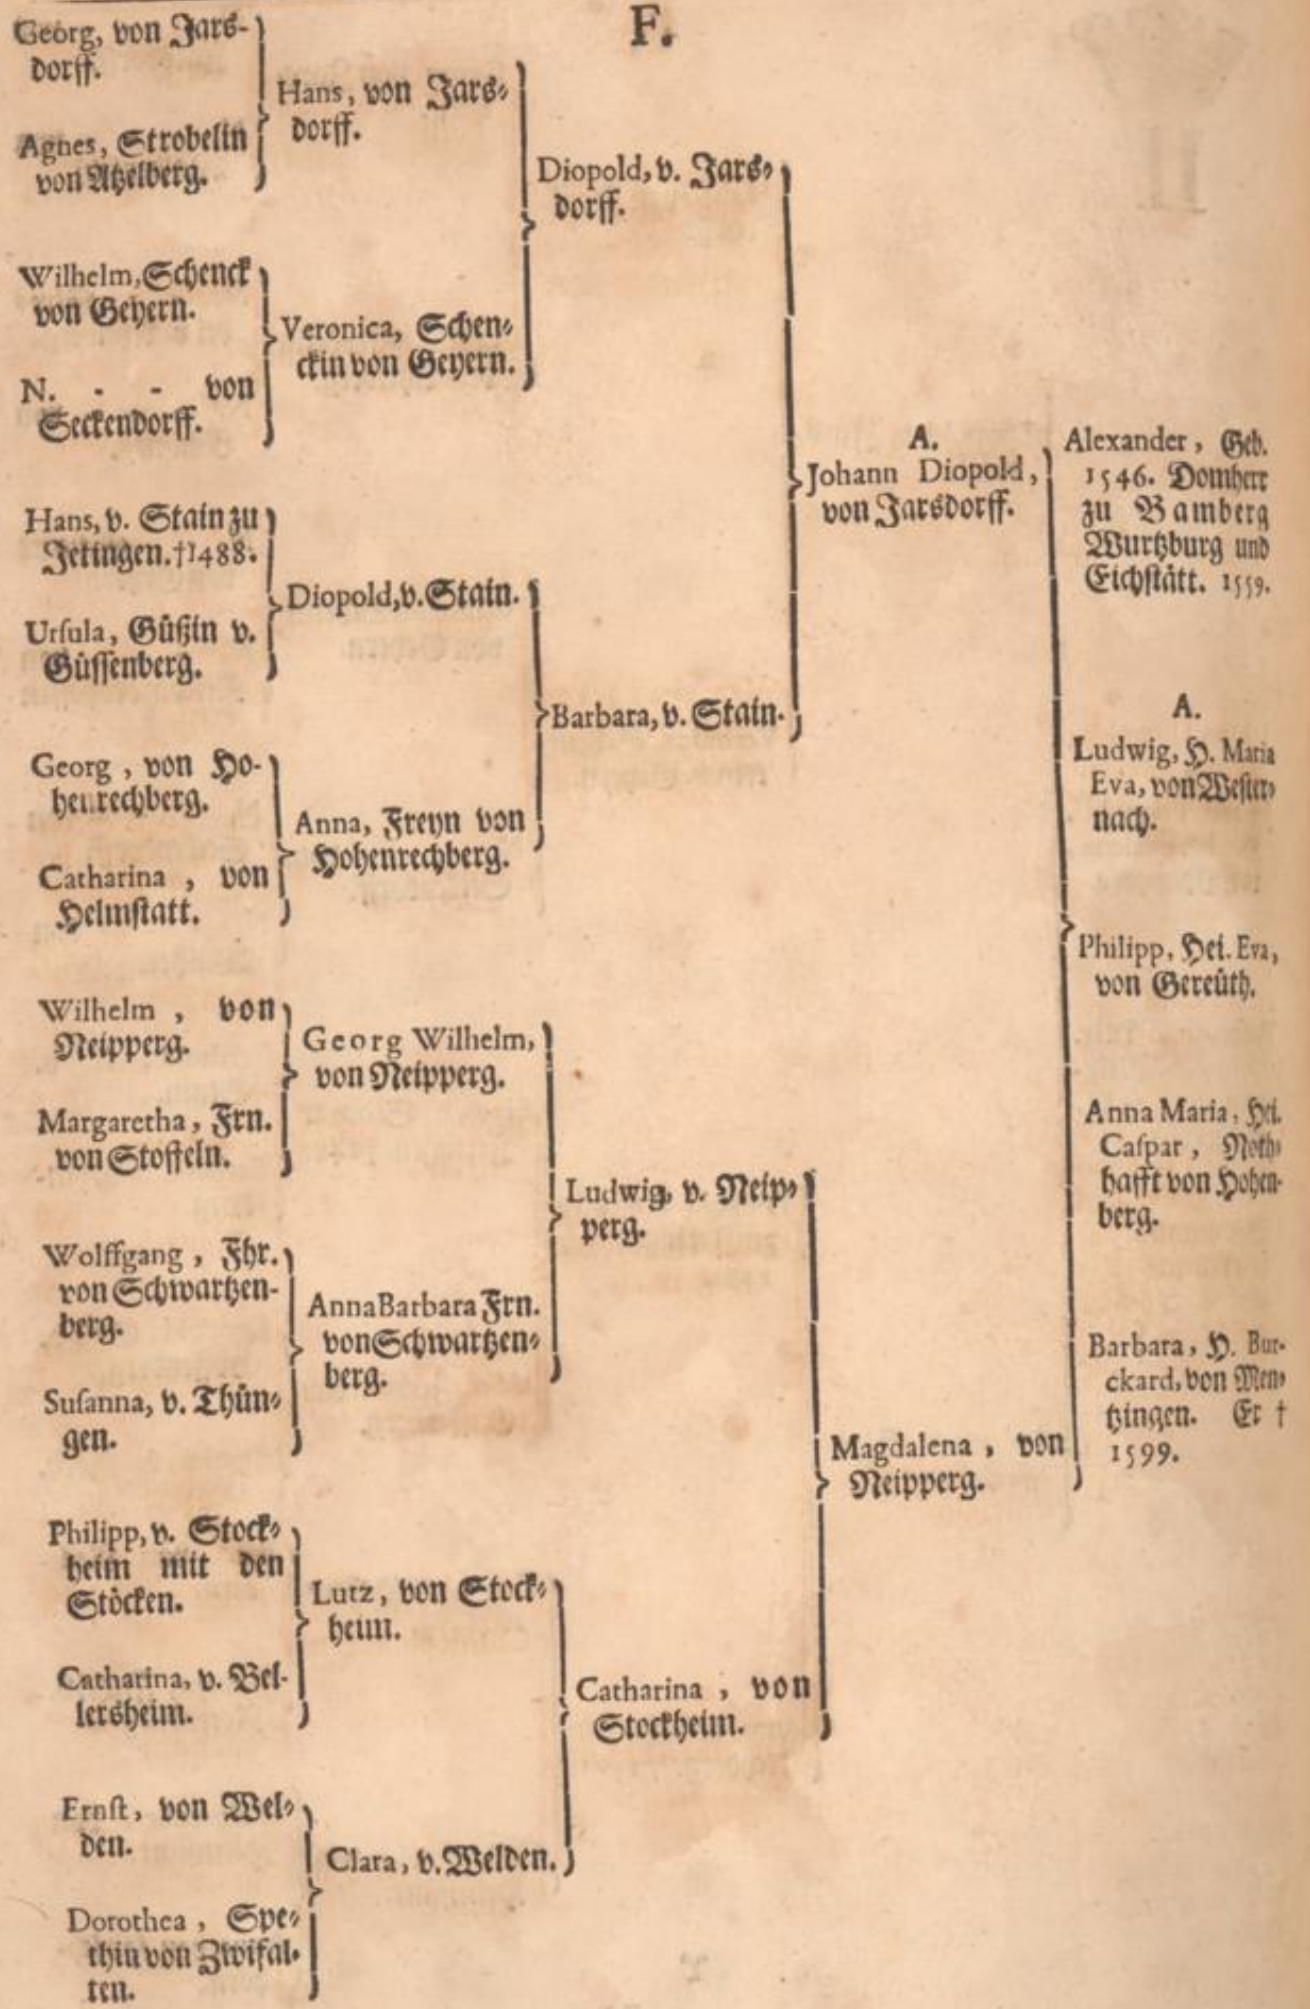 F.
Georg, von Jars-
dorff.
Agnes, Strobelin
von Atzelberg.
Wilhelm, Schenck
von Geyern.
N. - - von
Seckendorff.
Hans, v. Stain zu
Jetingen. †1488.
Ursula, Güßin v.
Güssenberg.
Georg, von Ho-
henrechberg.
Catharina, von
Helmstatt.
Wilhelm, von
Neipperg.
Margaretha, Frn.
von Stoffeln.
Wolffgang, Fhr.
von Schwartzen-
berg.
Susanna, v. Thün-
gen.
Philipp, v. Stock-
heim mit den
Stöcken.
Catharina, v. Bel-
lersheim.
Ernst, von Wel-
den.
Dorothea, Spe-
thin von Zwifal-
ten.
Hans, von Jars-
dorff.
Veronica, Schen-
ckin von Geyern.
Diopold, v. Stain.
Anna, Freyn von
Hohenrechberg.
Georg Wilhelm,
von Neipperg.
Anna Barbara Frn.
von Schwartzen-
berg.
Lutz, von Stock-
heim.
Clara, v. Welden.
Diopold, v. Jars-
dorff.
Barbara, v. Stain.
Ludwig, v. Neip-
perg.
Catharina, von
Stockheim.
A.
Johann Diopold,
von Jarsdorff.
Magdalena, von
Neipperg.
Alexander, Geb.
1546. Domherr
zu Bamberg
Wurtzburg und
Eichstätt. 1559.
A.
Ludwig, H. Maria
Eva, von Wester-
nach.
Philipp, Hei. Eva,
von Gereüth.
Anna Maria, Hei.
Caspar, Noth-
hafft von Hohen-
berg.
Barbara, H. Bur-
ckard, von Men-
tzingen. Er †
1599.